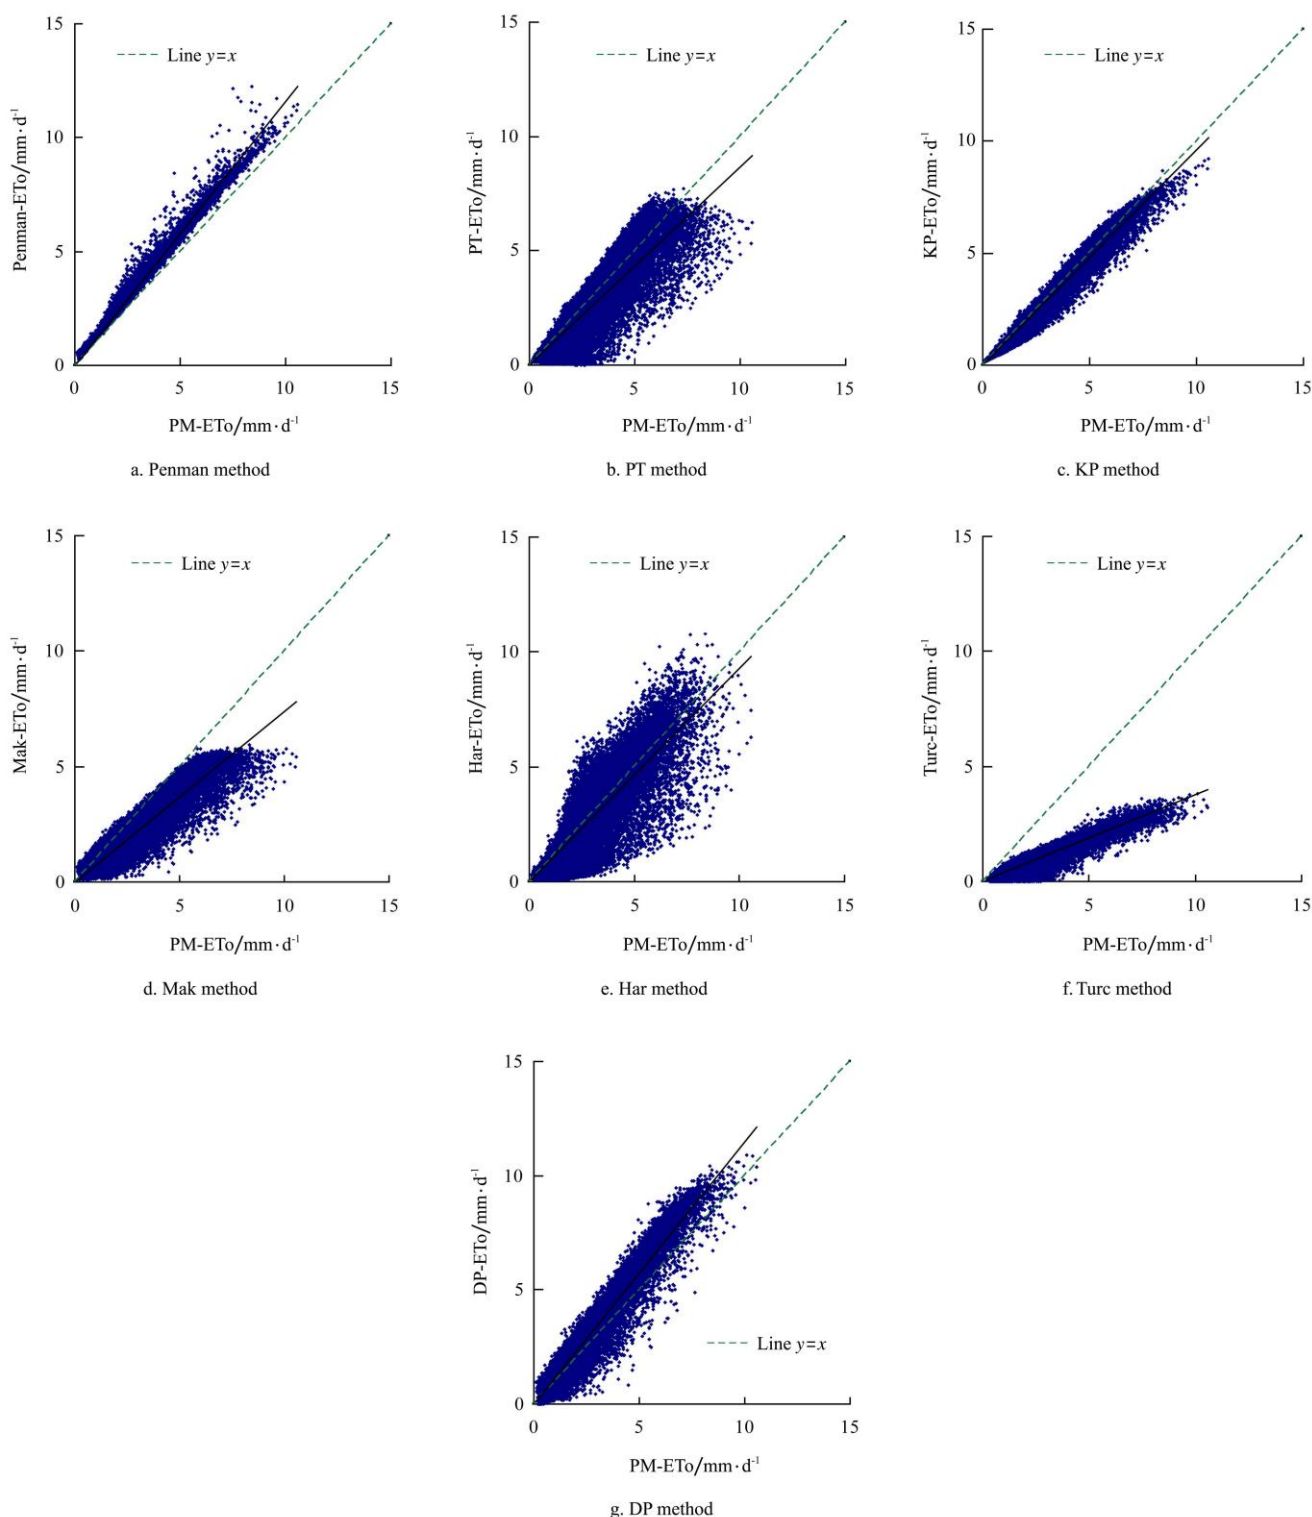 15
Line y=x
10
5
0
0
5
10
15
Penman-ETo/mm·d⁻¹
PM-ETo/mm·d⁻¹
a. Penman method
15
Line y=x
10
5
0
0
5
10
15
PT-ETo/mm·d⁻¹
PM-ETo/mm·d⁻¹
b. PT method
15
Line y=x
10
5
0
0
5
10
15
KP-ETo/mm·d⁻¹
PM-ETo/mm·d⁻¹
c. KP method
15
Line y=x
10
5
0
0
5
10
15
Mak-ETo/mm·d⁻¹
PM-ETo/mm·d⁻¹
d. Mak method
15
Line y=x
10
5
0
0
5
10
15
Har-ETo/mm·d⁻¹
PM-ETo/mm·d⁻¹
e. Har method
15
Line y=x
10
5
0
0
5
10
15
Turc-ETo/mm·d⁻¹
PM-ETo/mm·d⁻¹
f. Turc method
15
10
5
Line y=x
0
0
5
10
15
DP-ETo/mm·d⁻¹
PM-ETo/mm·d⁻¹
g. DP method